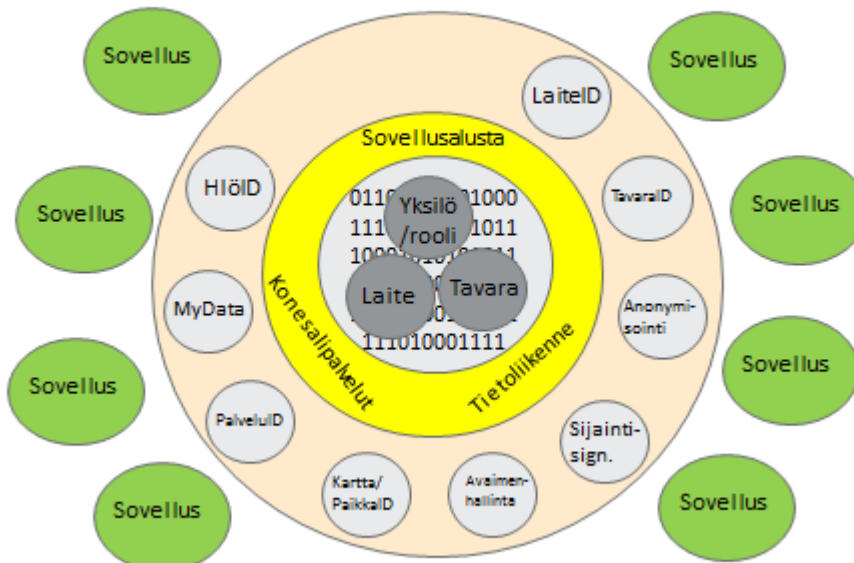 Sovellus
Sovellus
LaiteID
Sovellusalusta
HlöID
TavaraID
Sovellus
Sovellus
Yksilö
/rooli
Laite
Tavara
111010001111
MyData
Anonymi-
sointi
Konesalipalvelut
Tietoliikenne
Sovellus
Sovellus
PalveluID
Sijainti-
sign.
Kartta/
PaikkaID
Avaimen-
hallinta
Sovellus
Sovellus